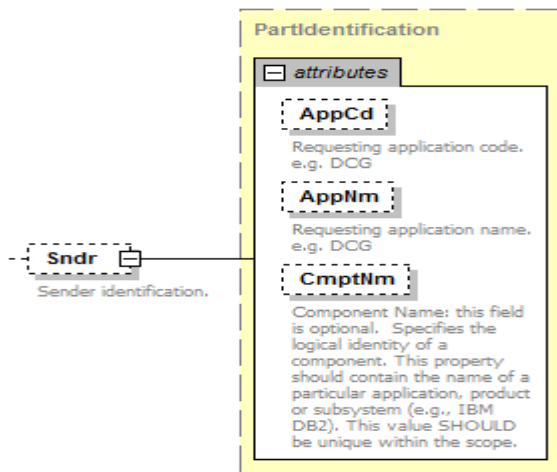 PartIdentification
attributes
AppCd
Requesting application code.
e.g. DCG
AppNm
Requesting application name.
e.g. DCG
Sndr
Sender identification.
CmptNm
Component Name: this field
is optional.  Specifies the
logical identity of a
component. This property
should contain the name of a
particular application, product
or subsystem (e.g., IBM
DB2). This value SHOULD
be unique within the scope.